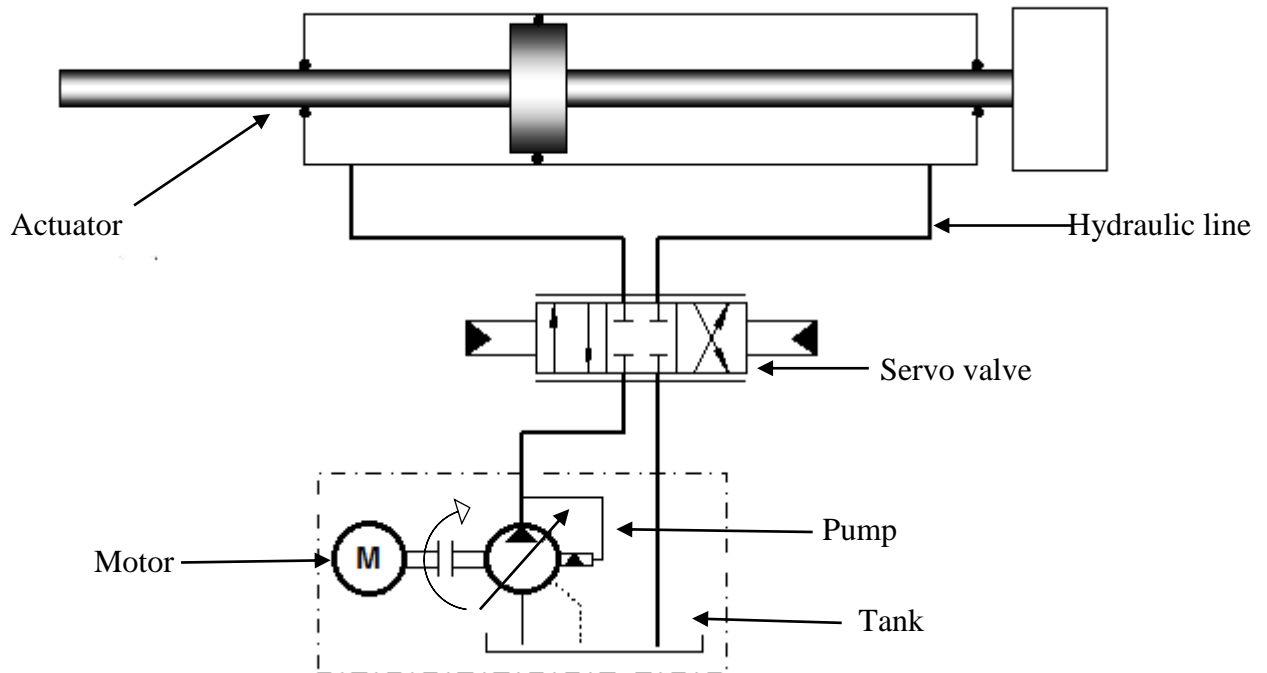 Actuator
Hydraulic line
Servo valve
Pump
Motor
M
Tank